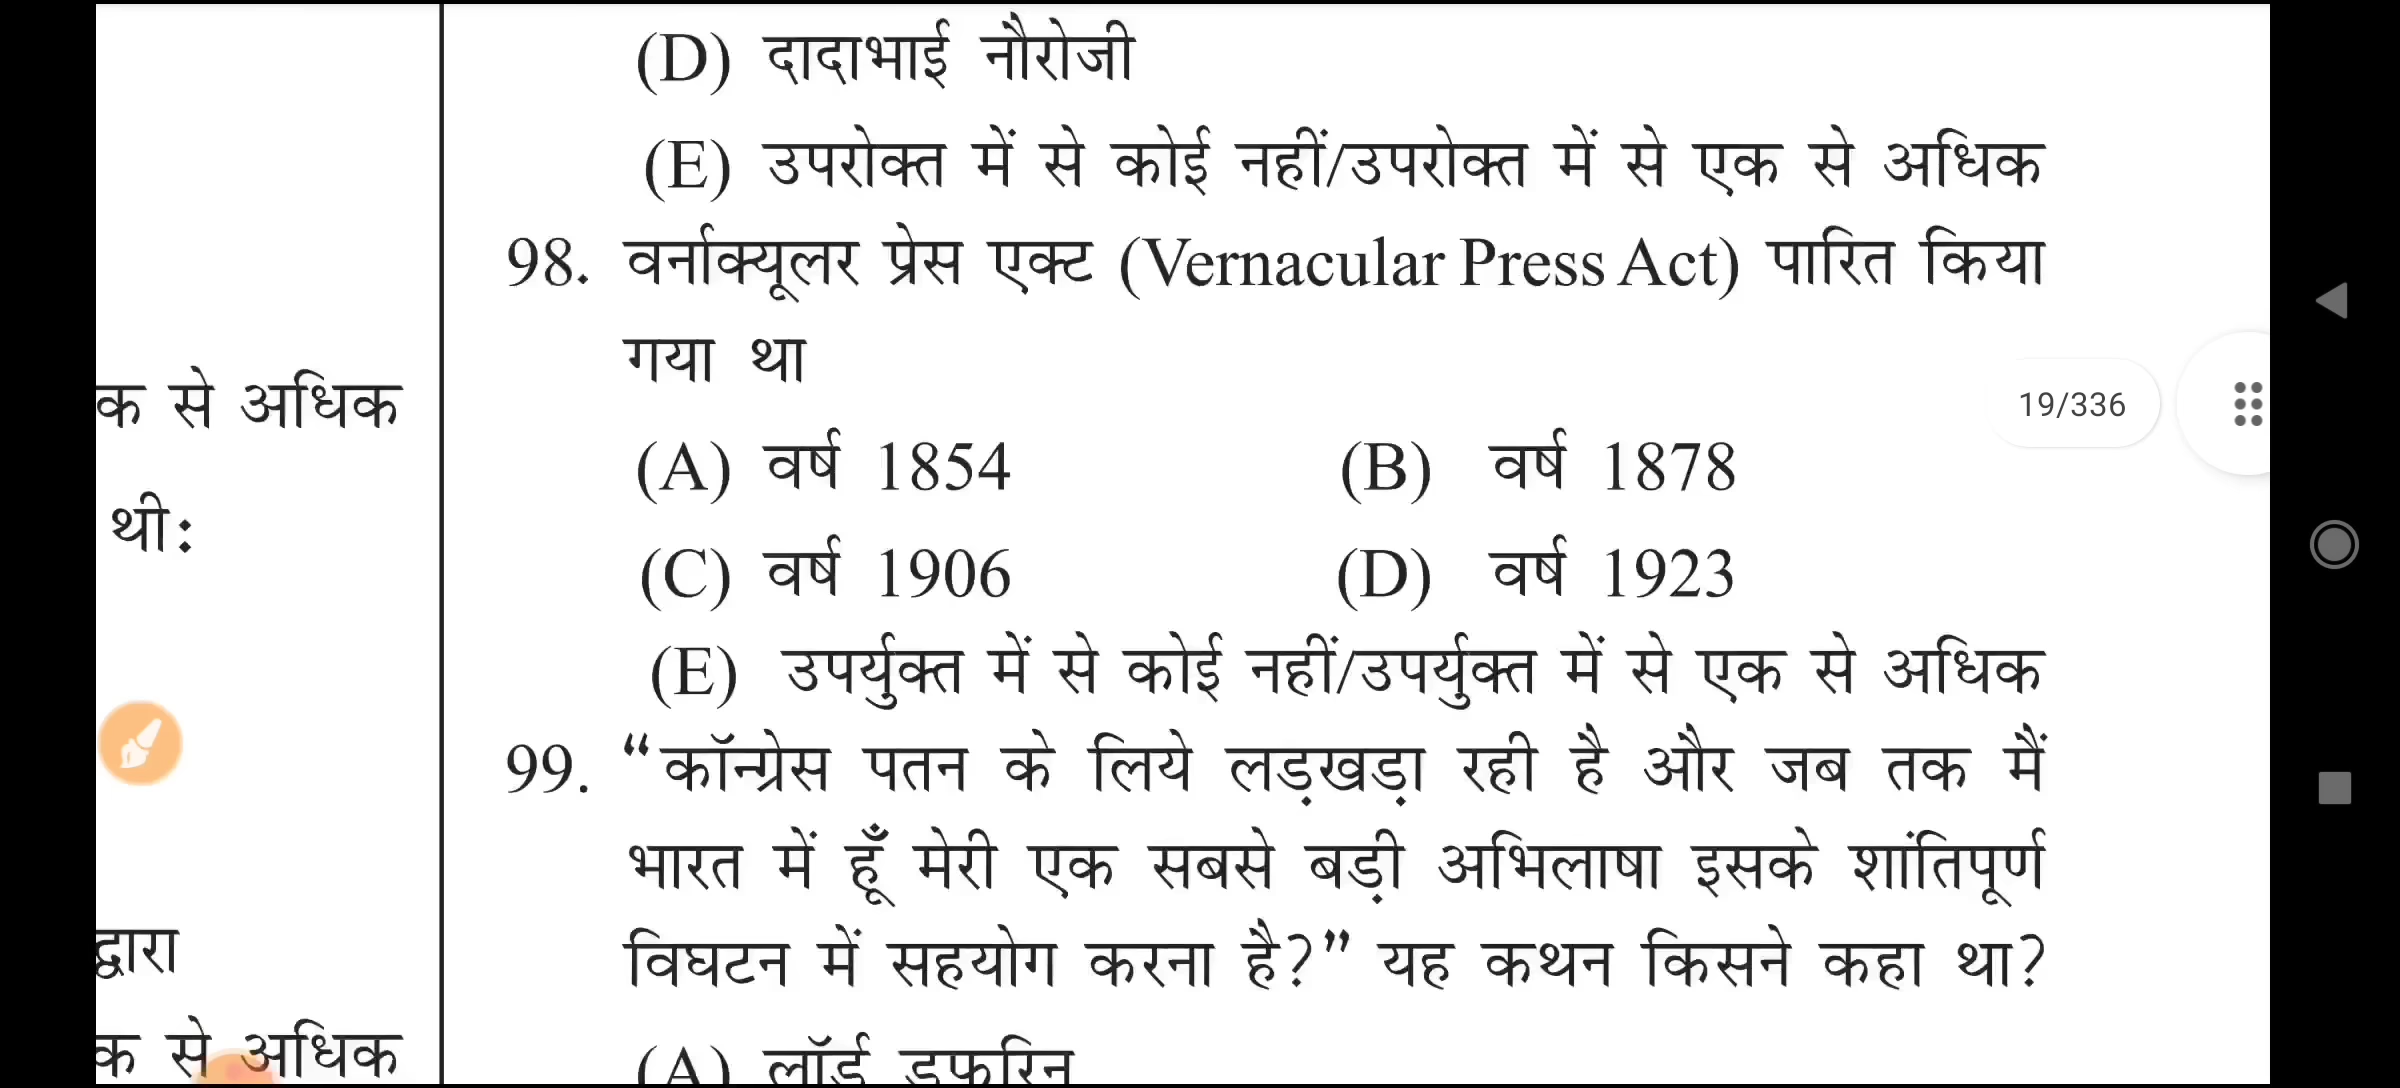 (D) दादाभाई नौरोजी
(E) उपरोक्त में से कोई नहीं/उपरोक्त में से एक से अधिक
98. वर्नाक्यूलर प्रेस एक्ट (Vernacular Press Act) पारित किया
गया था
(A) वर्ष 1854 (B) वर्ष 1878
(C) वर्ष 1906 (D) वर्ष 1923
(E) उपर्युक्त में से कोई नहीं/उपर्युक्त में से एक से अधिक
99. “कॉन्ग्रेस पतन के लिये लड़खड़ा रही है और जब तक मैं
भारत में हूँ मेरी एक सबसे बड़ी अभिलाषा इसके शांतिपूर्ण
विघटन में सहयोग करना है?” यह कथन किसने कहा था?
(A) लॉर्ड डफरिन
क से अधिक
थी:
द्वारा
क से अधिक
19/336